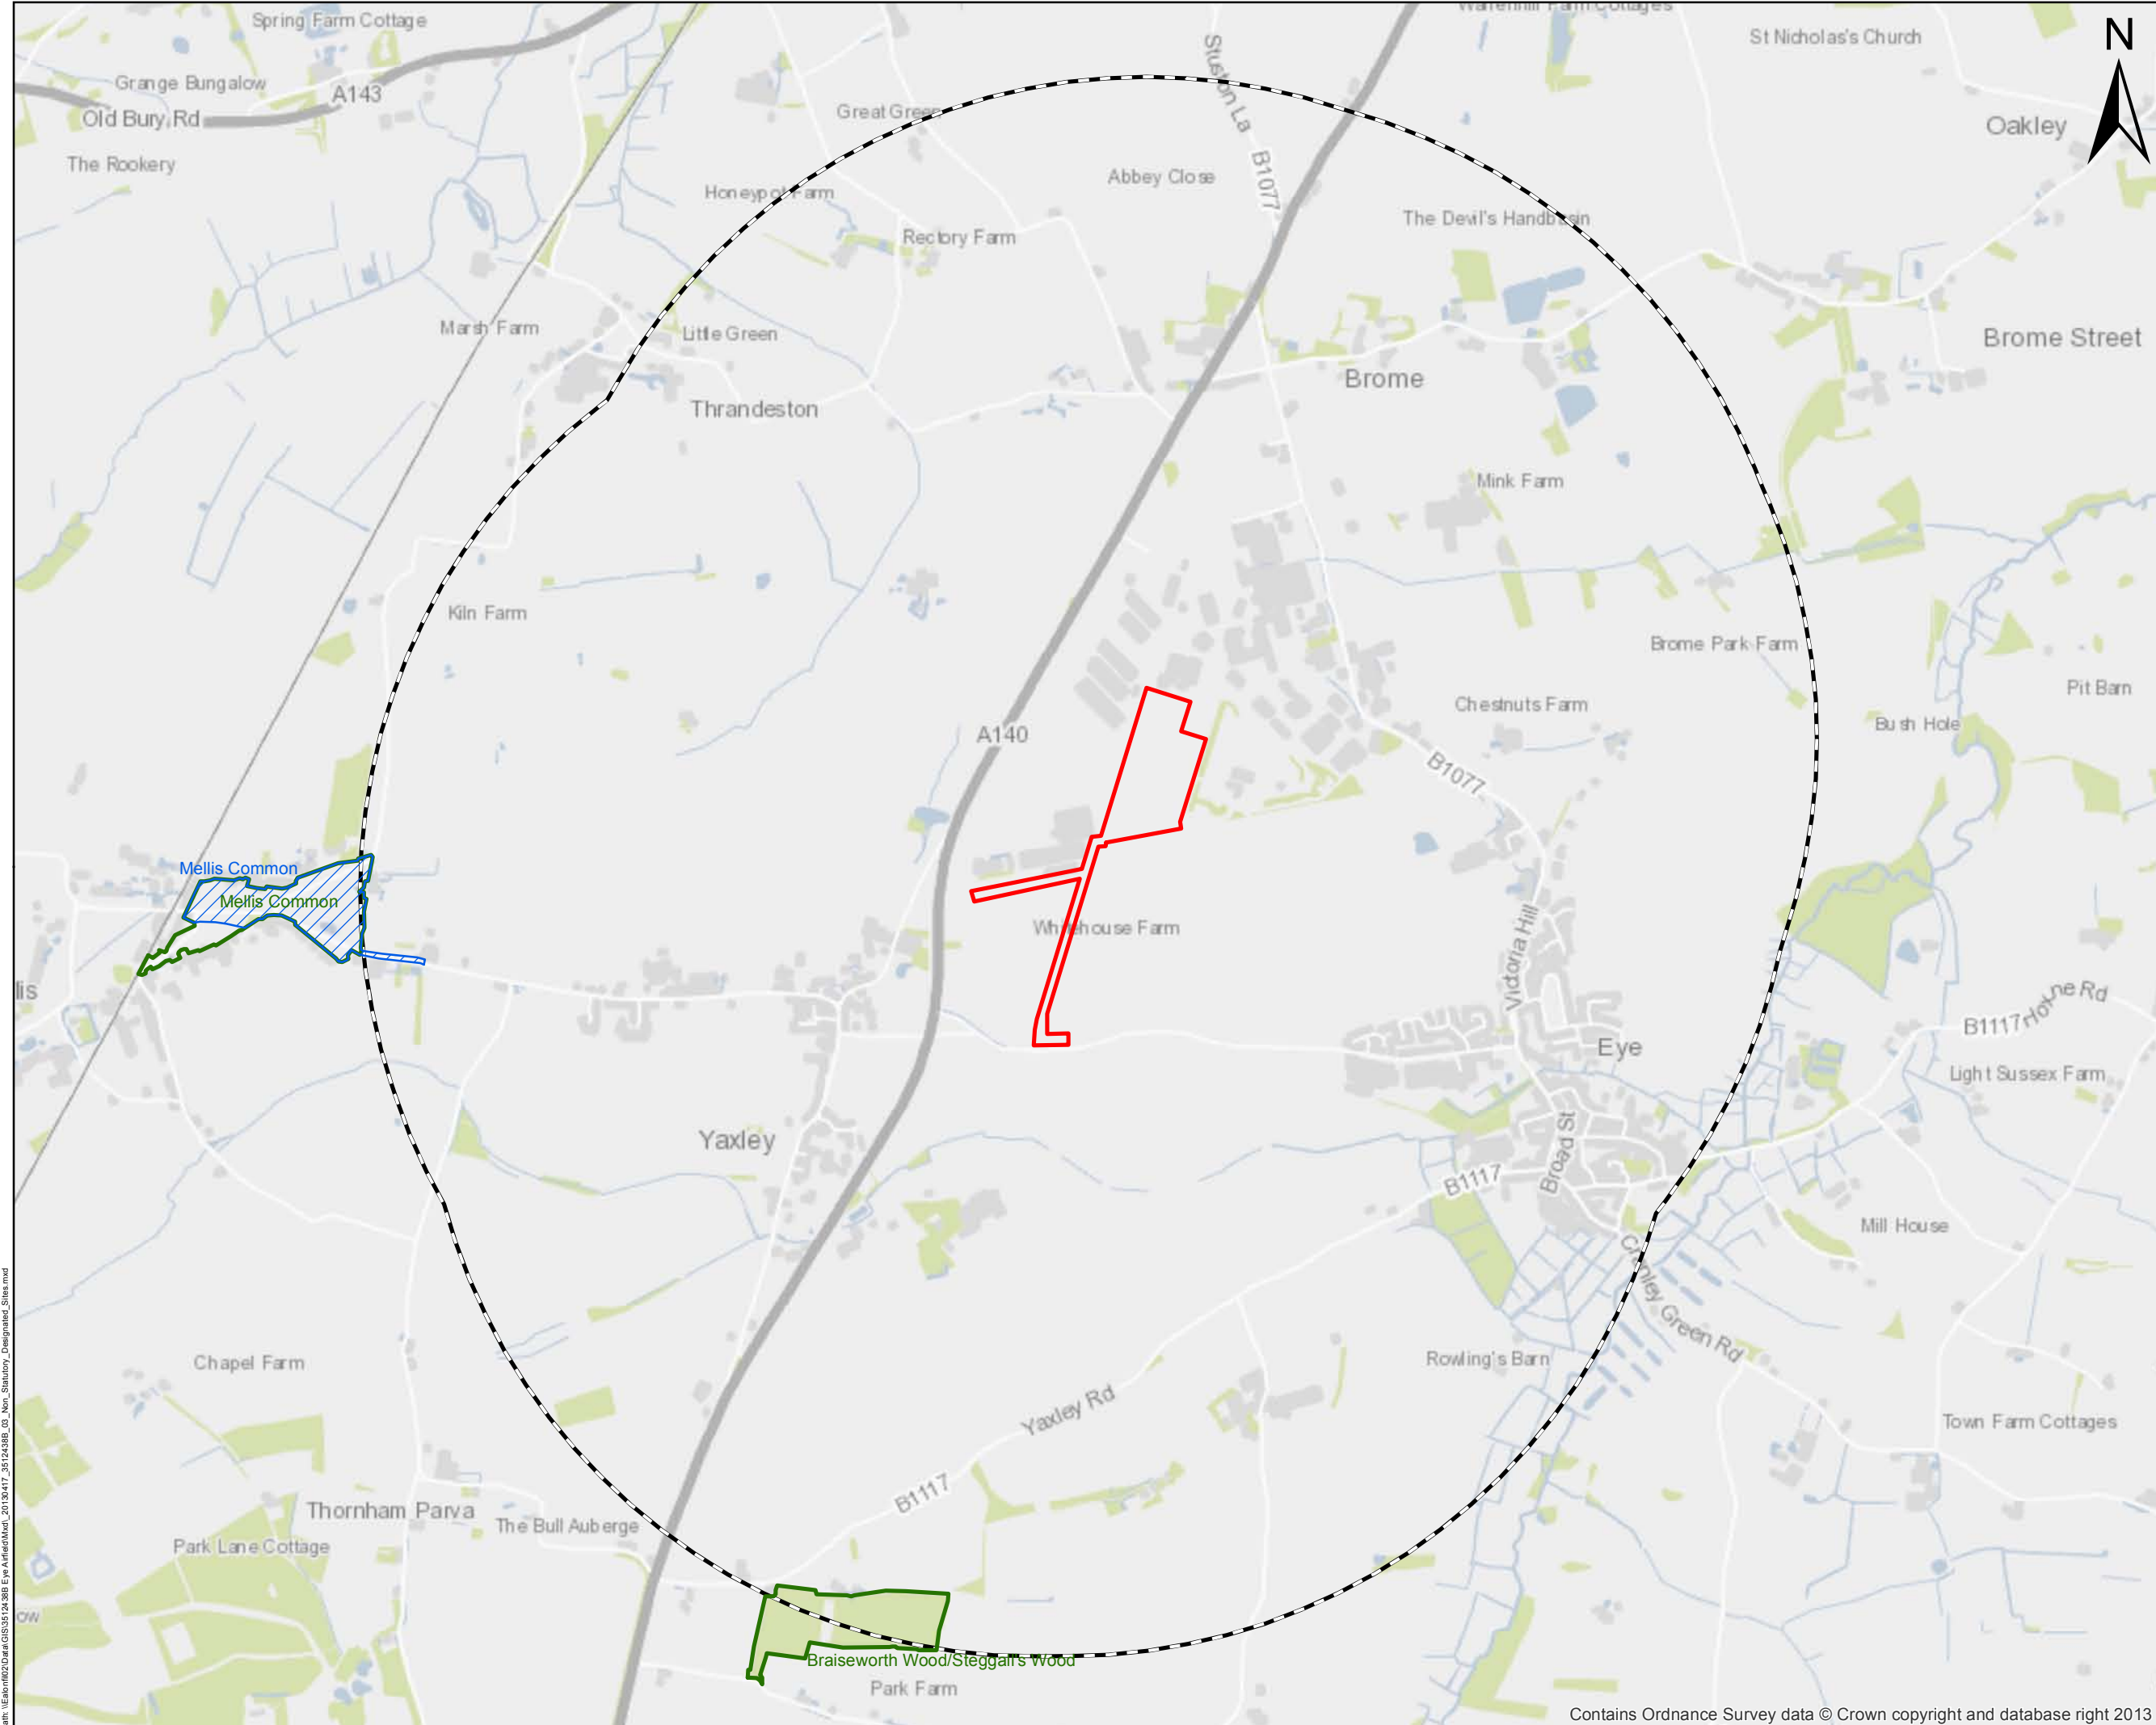 Warrenhill Farm Cottages
Spring Farm Cottage
St Nicholas's Church
N
Grange Bungalow
A143
Old Bury Rd
Great Green
Stuston La
Oakley
The Rookery
Abbey Close
B1077
Honeypot Farm
The Devil's Handbasin
Rectory Farm
Marsh Farm
Little Green
Brome Street
Brome
Thrandeston
Mink Farm
Kiln Farm
Brome Park Farm
Pit Barn
Chestnuts Farm
Bush Hole
A140
B1077
Mellis Common
Mellis Common
Whitehouse Farm
Victoria Hill
lis
Hoxne Rd
B1117
Eye
Light Sussex Farm
Yaxley
Broad St
B1117
Mill House
Cranley Green Rd
Chapel Farm
Rowling's Barn
Yaxley Rd
Town Farm Cottages
B1117
Thornham Parva
The Bull Auberge
Park Lane Cottage
ow
Braiseworth Wood/Steggall's Wood
Park Farm
Contains Ordnance Survey data © Crown copyright and database right 2013